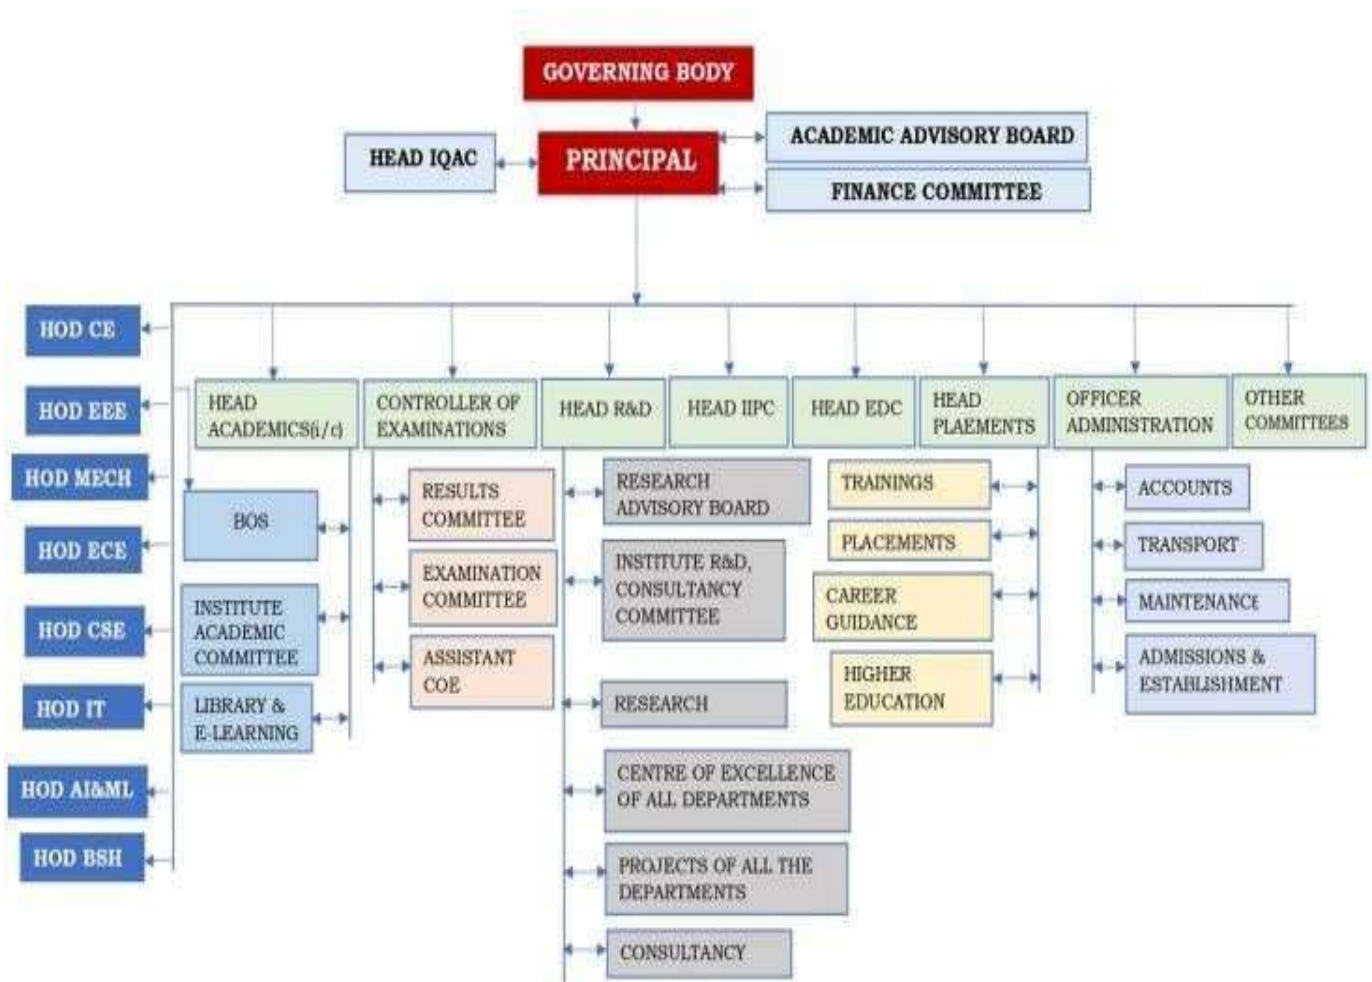 GOVERNING BODY
HEAD IQAC
PRINCIPAL
ACADEMIC ADVISORY BOARD
FINANCE COMMITTEE
HOD CE
HOD EEE
HOD MECH
HOD ECE
HOD CSE
HOD IT
HOD AI&ML
HOD BSH
HEAD
ACADEMICS(i/c)
CONTROLLER OF
EXAMINATIONS
HEAD R&D
HEAD IIPC
HEAD EDC
HEAD
PLAEMENTS
OFFICER
ADMINISTRATION
OTHER
COMMITTEES
BOS
INSTITUTE
ACADEMIC
COMMITTEE
LIBRARY &
E-LEARNING
RESULTS
COMMITTEE
EXAMINATION
COMMITTEE
ASSISTANT
COE
RESEARCH
ADVISORY BOARD
INSTITUTE R&D,
CONSULTANCY
COMMITTEE
RESEARCH
CENTRE OF EXCELLENCE
OF ALL DEPARTMENTS
PROJECTS OF ALL THE
DEPARTMENTS
CONSULTANCY
TRAININGS
PLACEMENTS
CAREER
GUIDANCE
HIGHER
EDUCATION
ACCOUNTS
TRANSPORT
MAINTENANCE
ADMISSIONS &
ESTABLISHMENT